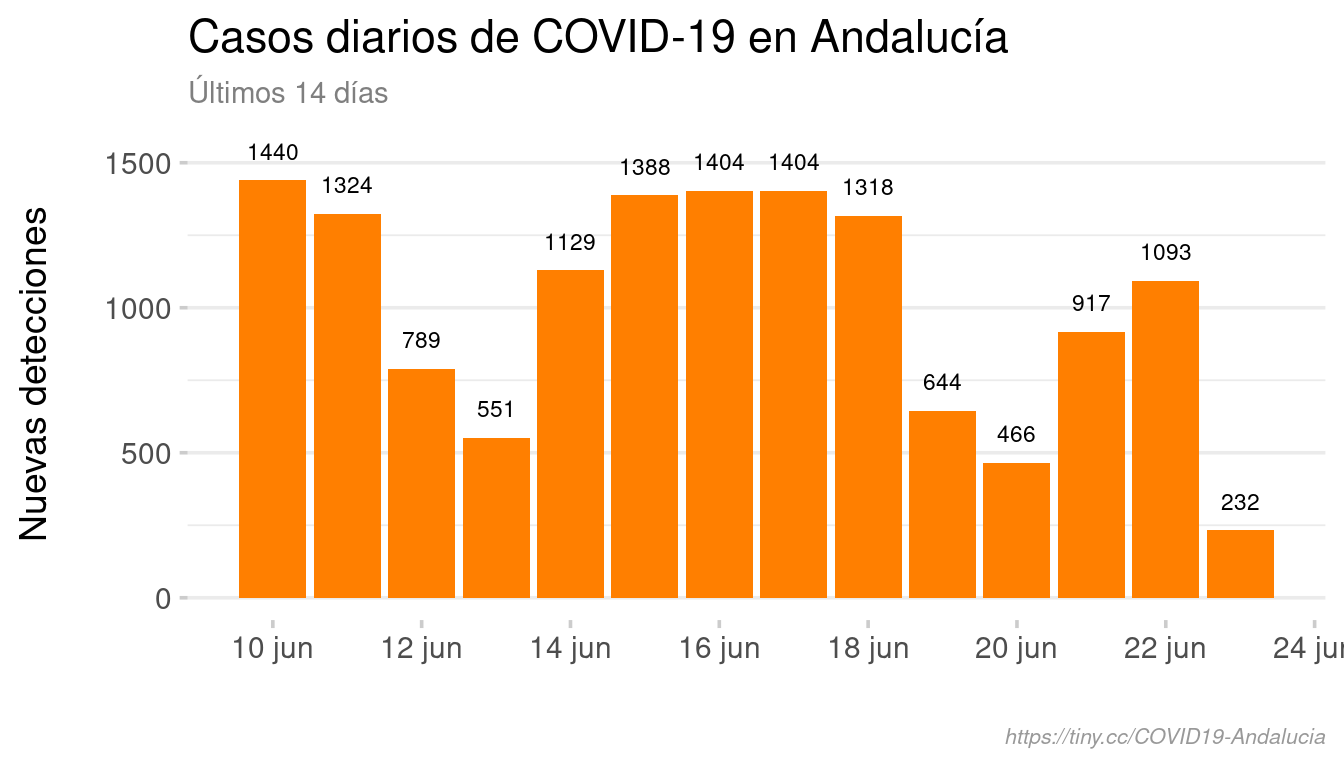 Casos diarios de COVID-19 en Andalucía
Últimos 14 días
Nuevas detecciones
1500
1000
500
0
1440
1324
789
551
1129
1388
1404
1404
1318
644
466
917
1093
232
10 jun
12 jun
14 jun
16 jun
18 jun
20 jun
22 jun
24 jun
https://tiny.cc/COVID19-Andalucia